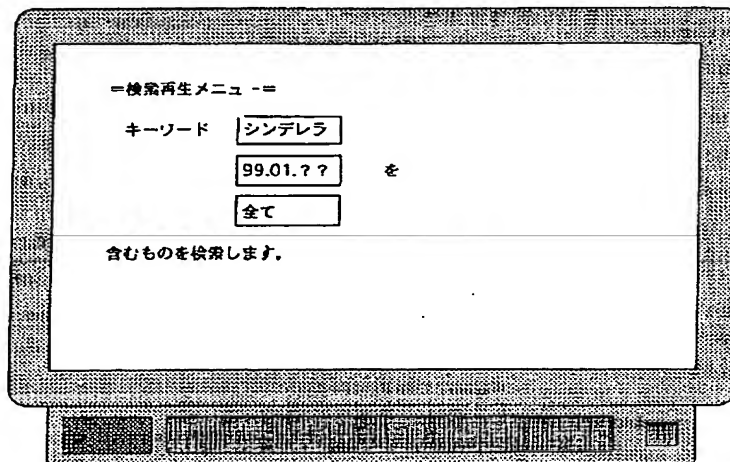 =検索再生メニュー=
キーワード シンデレラ
99.01.?? を
全て
含むものを検索します。